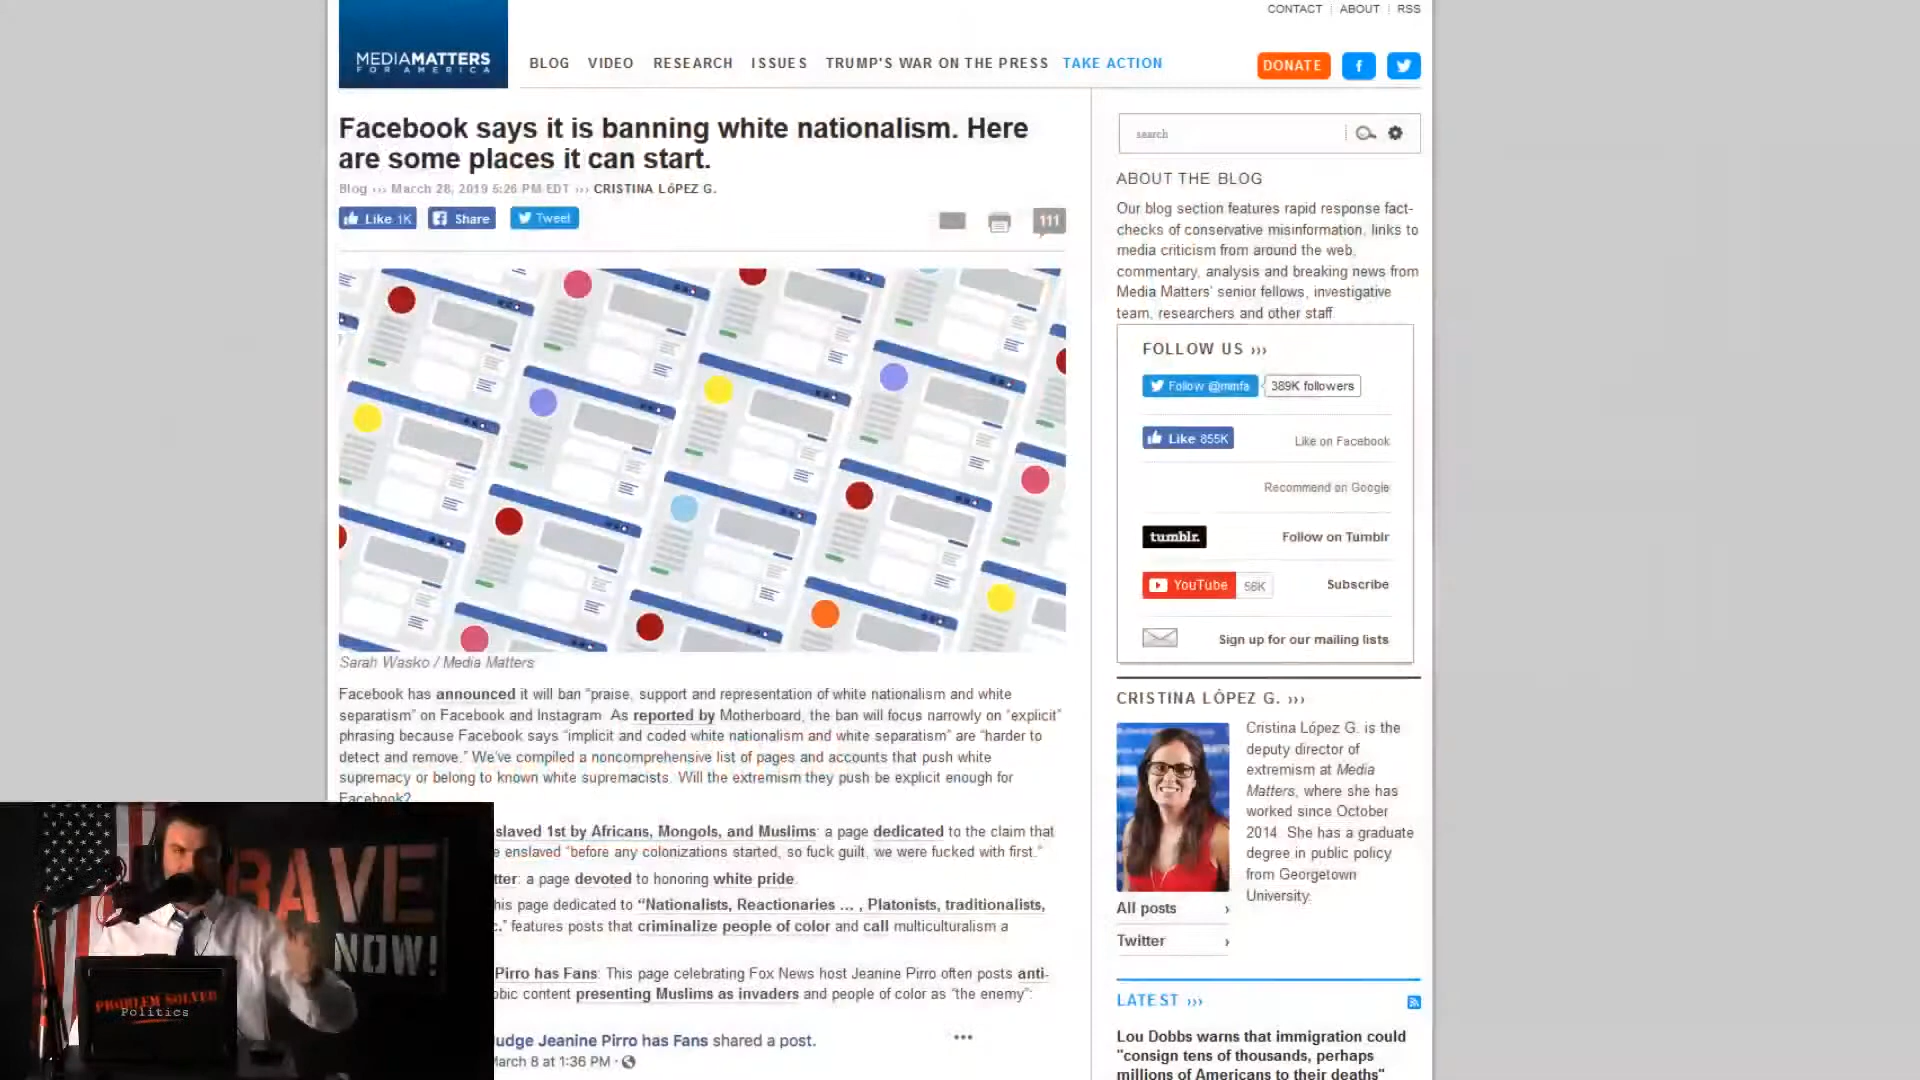 CONTACT | ABOUT | RSS
MEDIAMATTERS
FOR AMERICA
BLOG VIDEO RESEARCH ISSUES TRUMP'S WAR ON THE PRESS TAKE ACTION
DONATE
Facebook says it is banning white nationalism. Here
are some places it can start.
Blog ››› March 28, 2019 5:26 PM EDT ››› CRISTINA LóPEZ G.
Like 1K
Share
Tweet
111
Sarah Wasko / Media Matters
Facebook has announced it will ban “praise, support and representation of white nationalism and white
separatism” on Facebook and Instagram. As reported by Motherboard, the ban will focus narrowly on “explicit”
phrasing because Facebook says “implicit and coded white nationalism and white separatism” are “harder to
detect and remove.” We've compiled a noncomprehensive list of pages and accounts that push white
supremacy or belong to known white supremacists. Will the extremism they push be explicit enough for
Facebook?
slaved 1st by Africans, Mongols, and Muslims: a page dedicated to the claim that
e enslaved “before any colonizations started, so fuck guilt, we were fucked with first.”
tter: a page devoted to honoring white pride.
his page dedicated to “Nationalists, Reactionaries ... , Platonists, traditionalists,
c.” features posts that criminalize people of color and call multiculturalism a
Pirro has Fans: This page celebrating Fox News host Jeanine Pirro often posts anti-
obic content presenting Muslims as invaders and people of color as “the enemy”:
udge Jeanine Pirro has Fans shared a post.
March 8 at 1:36 PM ·
search
ABOUT THE BLOG
Our blog section features rapid response fact-
checks of conservative misinformation, links to
media criticism from around the web,
commentary, analysis and breaking news from
Media Matters' senior fellows, investigative
team, researchers and other staff.
FOLLOW US ›››
Follow @mmfa
389K followers
Like 855K
Like on Facebook
Recommend on Google
tumblr.
Follow on Tumblr
YouTube
56K
Subscribe
Sign up for our mailing lists
CRISTINA LÓPEZ G. ›››
Cristina López G. is the
deputy director of
extremism at Media
Matters, where she has
worked since October
2014. She has a graduate
degree in public policy
from Georgetown
University.
All posts ›
Twitter ›
LATEST ›››
Lou Dobbs warns that immigration could
"consign tens of thousands, perhaps
millions of Americans to their deaths"
BRAVE
NOW!
PROBLEM SOLVER
Politics